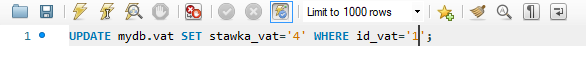 Limit to 1000 rows
1 UPDATE mydb.vat SET stawka_vat='4' WHERE id_vat='1';